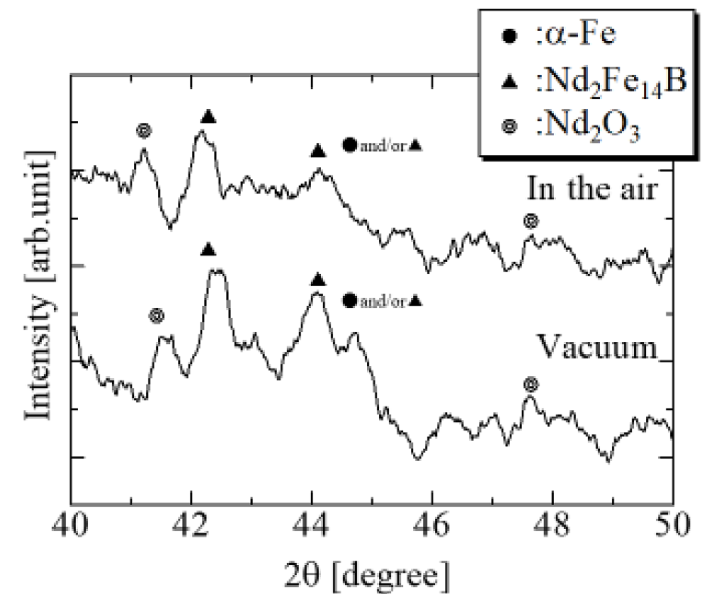 ● :α-Fe
▲ :Nd₂Fe₁₄B
◎ :Nd₂O₃
and/or
In the air
and/or
Vacuum
Intensity [arb.unit]
40 42 44 46 48 50
2θ [degree]